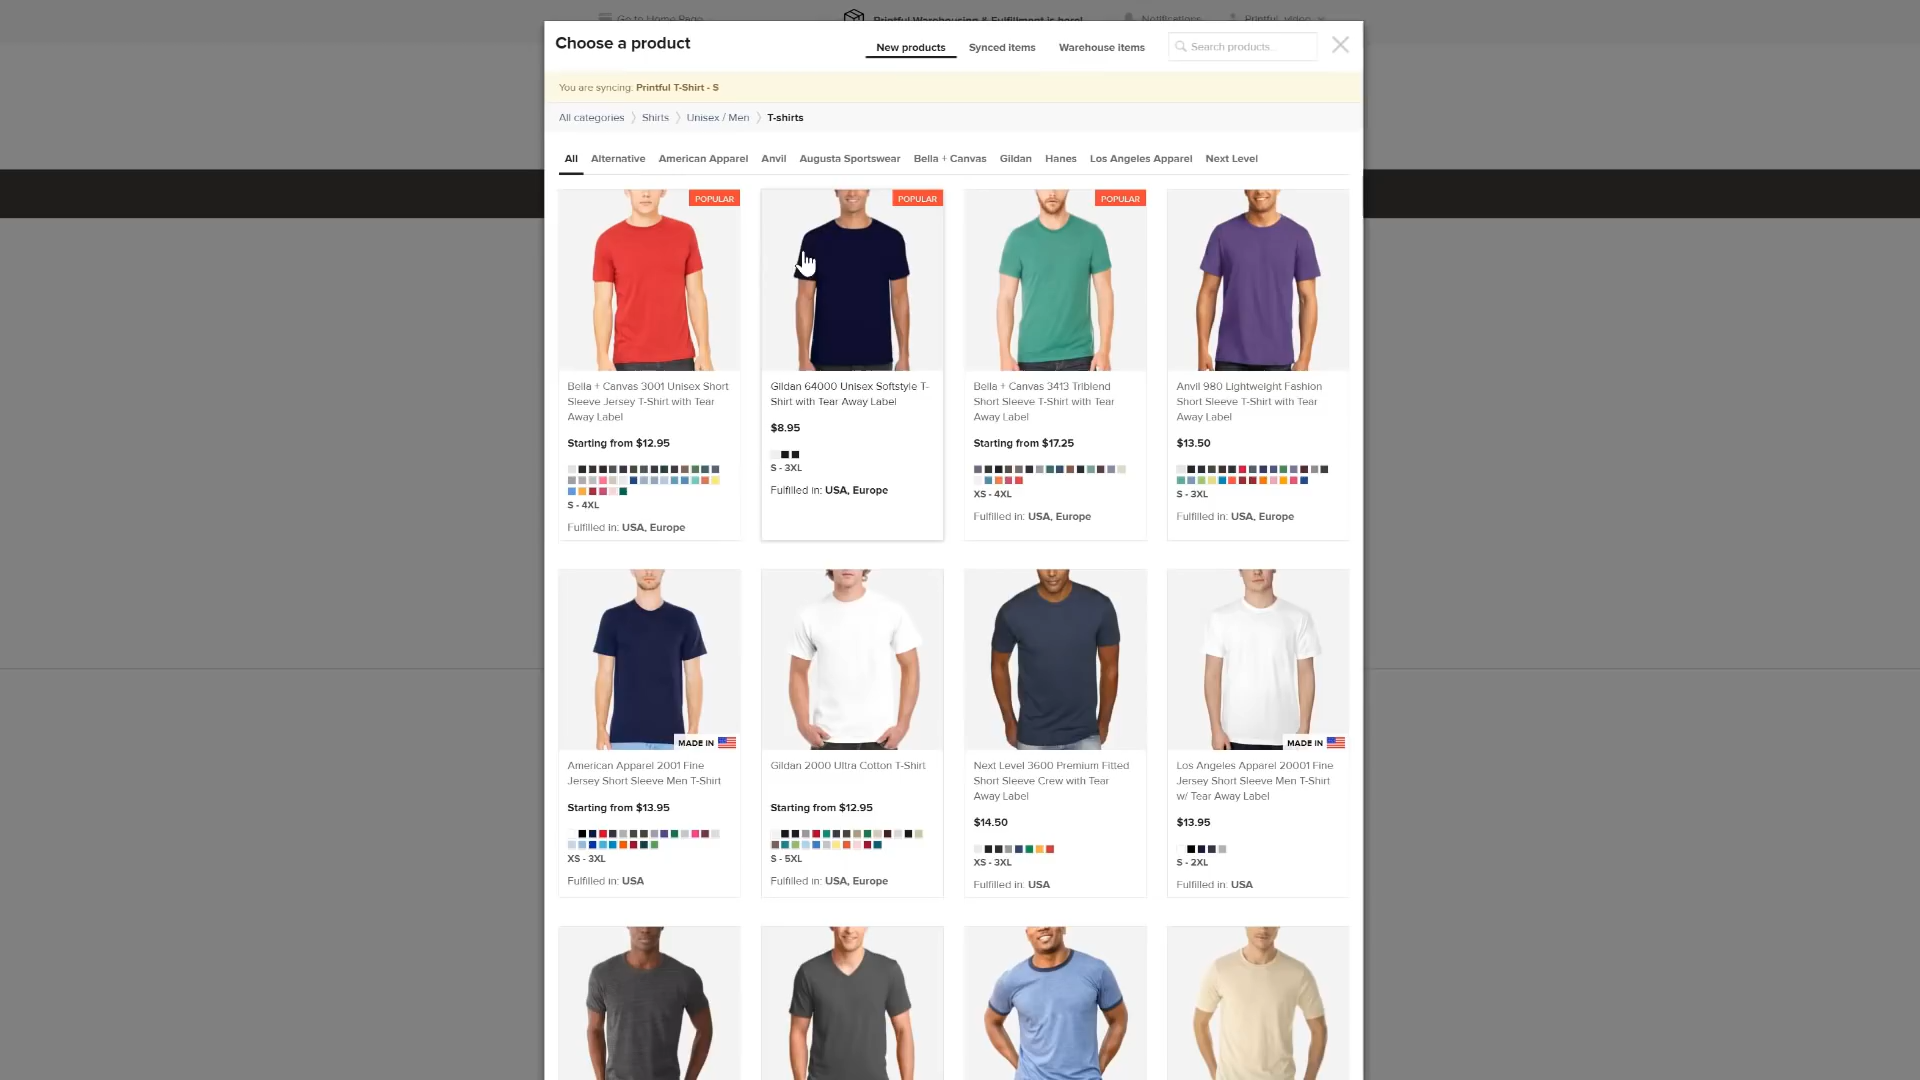 Go to Home Page
Printful Warehousing & Fulfillment is here!
Notifications
Choose a product
New products
Synced items
Warehouse items
Search products...
You are syncing: Printful T-Shirt - S
All categories
Shirts
Unisex / Men
T-shirts
All
Alternative
American Apparel
Anvil
Augusta Sportswear
Bella + Canvas
Gildan
Hanes
Los Angeles Apparel
Next Level
POPULAR
Bella + Canvas 3001 Unisex Short
Sleeve Jersey T-Shirt with Tear
Away Label
Starting from $12.95
S - 4XL
Fulfilled in: USA, Europe
POPULAR
Gildan 64000 Unisex Softstyle T-
Shirt with Tear Away Label
$8.95
S - 3XL
Fulfilled in: USA, Europe
POPULAR
Bella + Canvas 3413 Triblend
Short Sleeve T-Shirt with Tear
Away Label
Starting from $17.25
XS - 4XL
Fulfilled in: USA, Europe
Anvil 980 Lightweight Fashion
Short Sleeve T-Shirt with Tear
Away Label
$13.50
S - 3XL
Fulfilled in: USA, Europe
MADE IN
American Apparel 2001 Fine
Jersey Short Sleeve Men T-Shirt
Starting from $13.95
XS - 3XL
Fulfilled in: USA
Gildan 2000 Ultra Cotton T-Shirt
Starting from $12.95
S - 5XL
Fulfilled in: USA, Europe
Next Level 3600 Premium Fitted
Short Sleeve Crew with Tear
Away Label
$14.50
XS - 3XL
Fulfilled in: USA
MADE IN
Los Angeles Apparel 20001 Fine
Jersey Short Sleeve Men T-Shirt
w/ Tear Away Label
$13.95
S - 2XL
Fulfilled in: USA